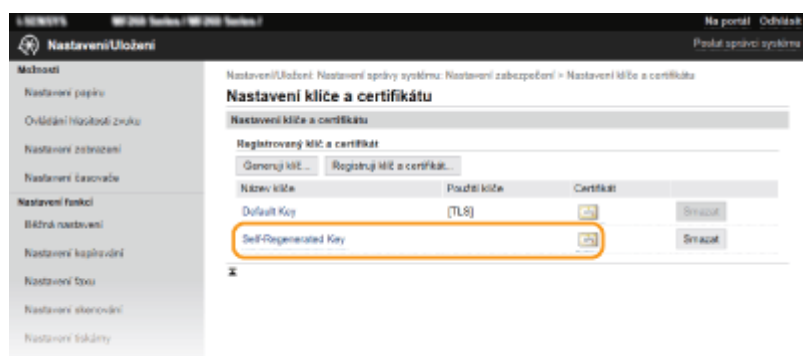 Na portál Odhlásit
Nastavení/Uložení
Poslat správci systému
Možnosti
Nastavení papíru
Ovládání hlasitosti zvuku
Nastavení zobrazení
Nastavení časovače
Nastavení funkcí
Běžná nastavení
Nastavení kopírování
Nastavení faxu
Nastavení skenování
Nastavení tiskárny
Nastavení/Uložení: Nastavení správy systému: Nastavení zabezpečení > Nastavení klíče a certifikátu
Nastavení klíče a certifikátu
Nastavení klíče a certifikátu
Registrovaný klíč a certifikát
Generuj klíč... Registruj klíč a certifikát...
Název klíče Použití klíče Certifikát
Default Key [TLS] Smazat
Self-Regenerated Key Smazat